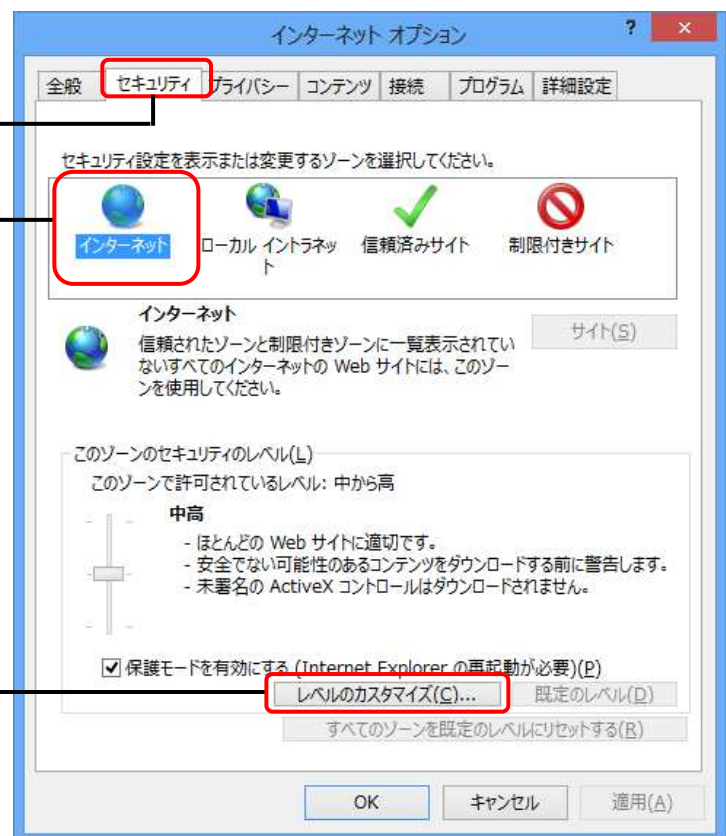 インターネット オプション
? ×
全般 セキュリティ プライバシー コンテンツ 接続 プログラム 詳細設定
セキュリティ設定を表示または変更するゾーンを選択してください。
インターネット ローカル イントラネッ 信頼済みサイト 制限付きサイト
ト
インターネット
サイト(S)
信頼されたゾーンと制限付きゾーンに一覧表示されてい
ないすべてのインターネットの Web サイトには、このゾー
ンを使用してください。
このゾーンのセキュリティのレベル(L)
このゾーンで許可されているレベル: 中から高
中高
- ほとんどの Web サイトに適切です。
- 安全でない可能性のあるコンテンツをダウンロードする前に警告します。
- 未署名の ActiveX コントロールはダウンロードされません。
保護モードを有効にする (Internet Explorer の再起動が必要)(P)
レベルのカスタマイズ(C)... 既定のレベル(D)
すべてのゾーンを既定のレベルにリセットする(R)
OK キャンセル 適用(A)